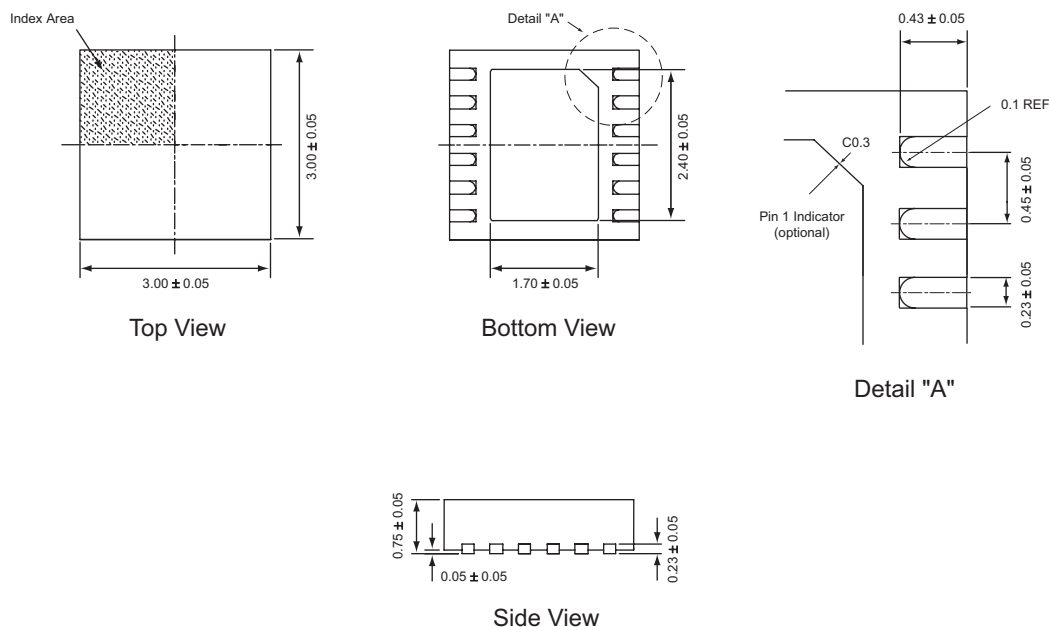 Index Area
3.00 ± 0.05
3.00 ± 0.05
Top View
Detail "A"
2.40 ± 0.05
1.70 ± 0.05
Bottom View
0.43 ± 0.05
0.1 REF
C0.3
0.45 ± 0.05
Pin 1 Indicator
(optional)
0.23 ± 0.05
Detail "A"
0.75 ± 0.05
0.05 ± 0.05
0.23 ± 0.05
Side View